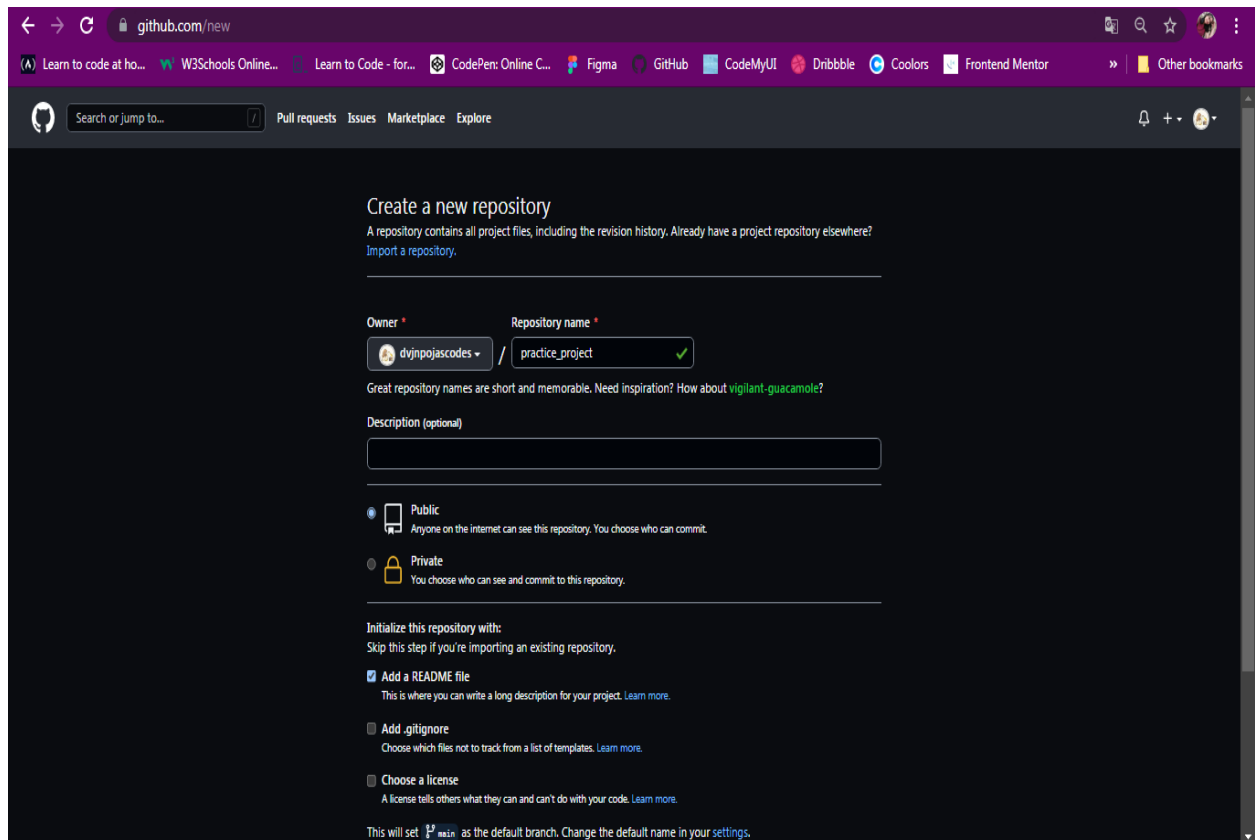 github.com/new
Learn to code at ho... W3Schools Online... Learn to Code - for... CodePen: Online C... Figma GitHub CodeMyUI Dribbble Coolors Frontend Mentor » Other bookmarks
Search or jump to... / Pull requests Issues Marketplace Explore
Create a new repository
A repository contains all project files, including the revision history. Already have a project repository elsewhere?
Import a repository.
Owner * Repository name *
dvjnpojascodes / practice_project
Great repository names are short and memorable. Need inspiration? How about vigilant-guacamole?
Description (optional)
Public
Anyone on the internet can see this repository. You choose who can commit.
Private
You choose who can see and commit to this repository.
Initialize this repository with:
Skip this step if you're importing an existing repository.
Add a README file
This is where you can write a long description for your project. Learn more.
Add .gitignore
Choose which files not to track from a list of templates. Learn more.
Choose a license
A license tells others what they can and can't do with your code. Learn more.
This will set main as the default branch. Change the default name in your settings.